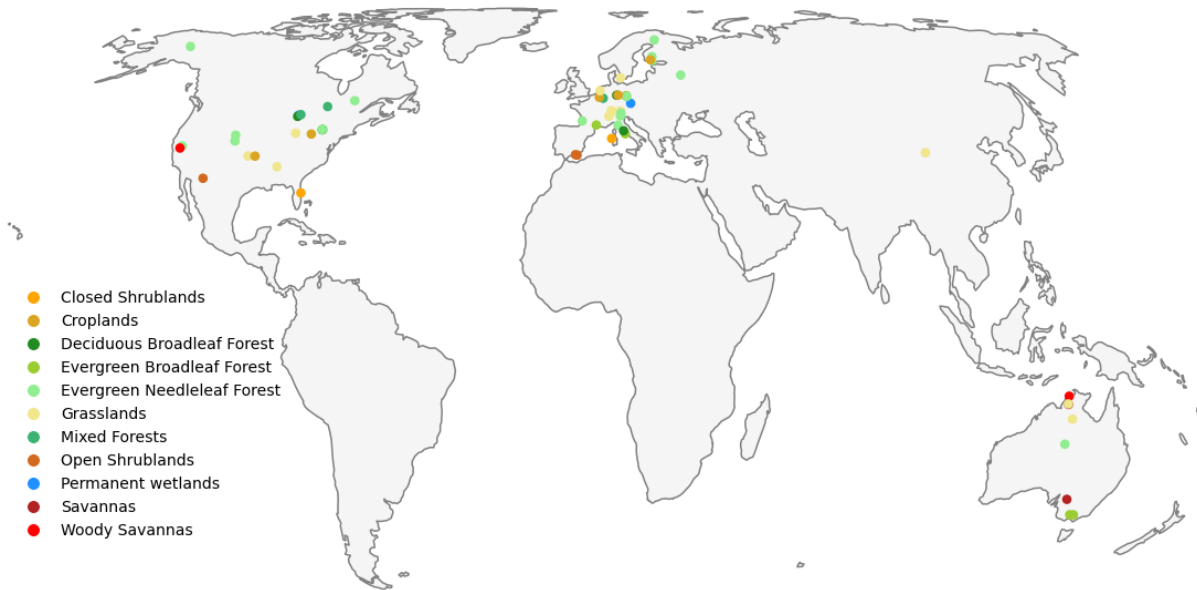 Closed Shrublands
Croplands
Deciduous Broadleaf Forest
Evergreen Broadleaf Forest
Evergreen Needleleaf Forest
Grasslands
Mixed Forests
Open Shrublands
Permanent wetlands
Savannas
Woody Savannas